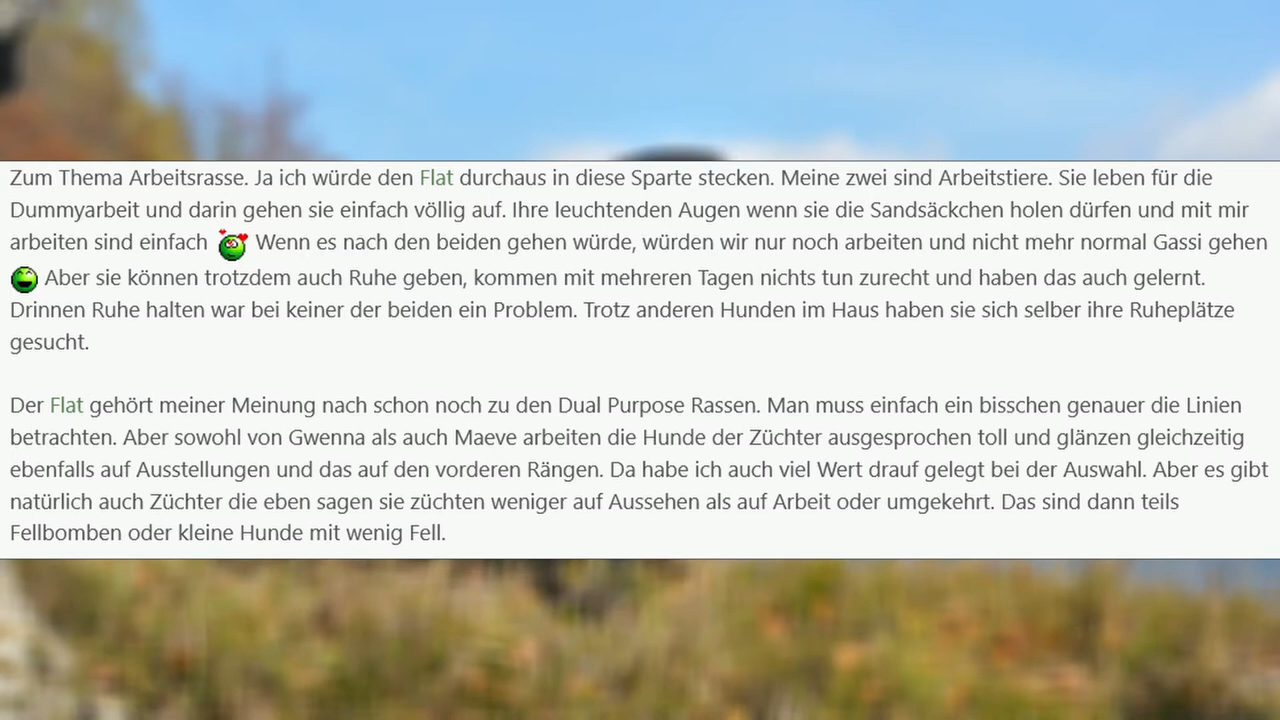 Zum Thema Arbeitsrasse. Ja ich würde den Flat durchaus in diese Sparte stecken. Meine zwei sind Arbeitstiere. Sie leben für die
Dummyarbeit und darin gehen sie einfach völlig auf. Ihre leuchtenden Augen wenn sie die Sandsäckchen holen dürfen und mit mir
arbeiten sind einfach Wenn es nach den beiden gehen würde, würden wir nur noch arbeiten und nicht mehr normal Gassi gehen
Aber sie können trotzdem auch Ruhe geben, kommen mit mehreren Tagen nichts tun zurecht und haben das auch gelernt.
Drinnen Ruhe halten war bei keiner der beiden ein Problem. Trotz anderen Hunden im Haus haben sie sich selber ihre Ruheplätze
gesucht.
Der Flat gehört meiner Meinung nach schon noch zu den Dual Purpose Rassen. Man muss einfach ein bisschen genauer die Linien
betrachten. Aber sowohl von Gwenna als auch Maeve arbeiten die Hunde der Züchter ausgesprochen toll und glänzen gleichzeitig
ebenfalls auf Ausstellungen und das auf den vorderen Rängen. Da habe ich auch viel Wert drauf gelegt bei der Auswahl. Aber es gibt
natürlich auch Züchter die eben sagen sie züchten weniger auf Aussehen als auf Arbeit oder umgekehrt. Das sind dann teils
Fellbomben oder kleine Hunde mit wenig Fell.